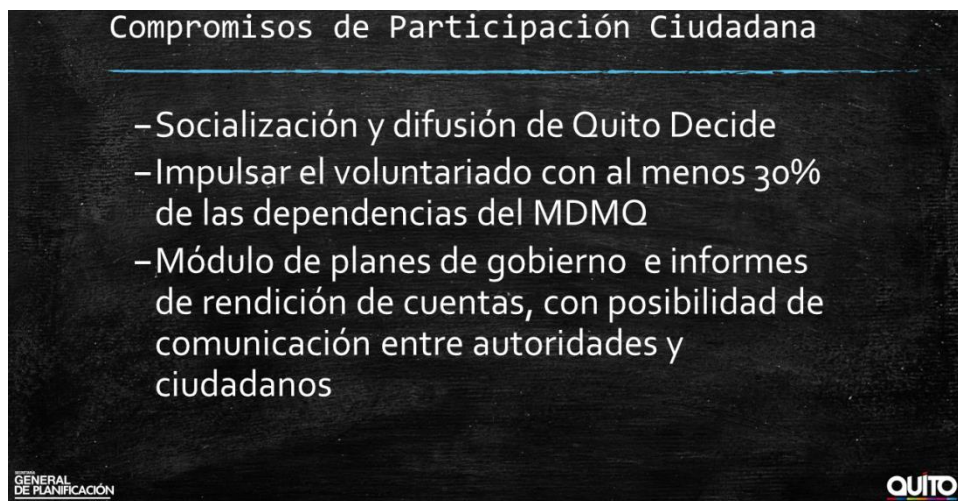 Compromisos de Participación Ciudadana
–Socialización y difusión de Quito Decide
–Impulsar el voluntariado con al menos 30%
de las dependencias del MDMQ
–Módulo de planes de gobierno e informes
de rendición de cuentas, con posibilidad de
comunicación entre autoridades y
ciudadanos
SECRETARÍA
GENERAL
DE PLANIFICACIÓN
QUITO